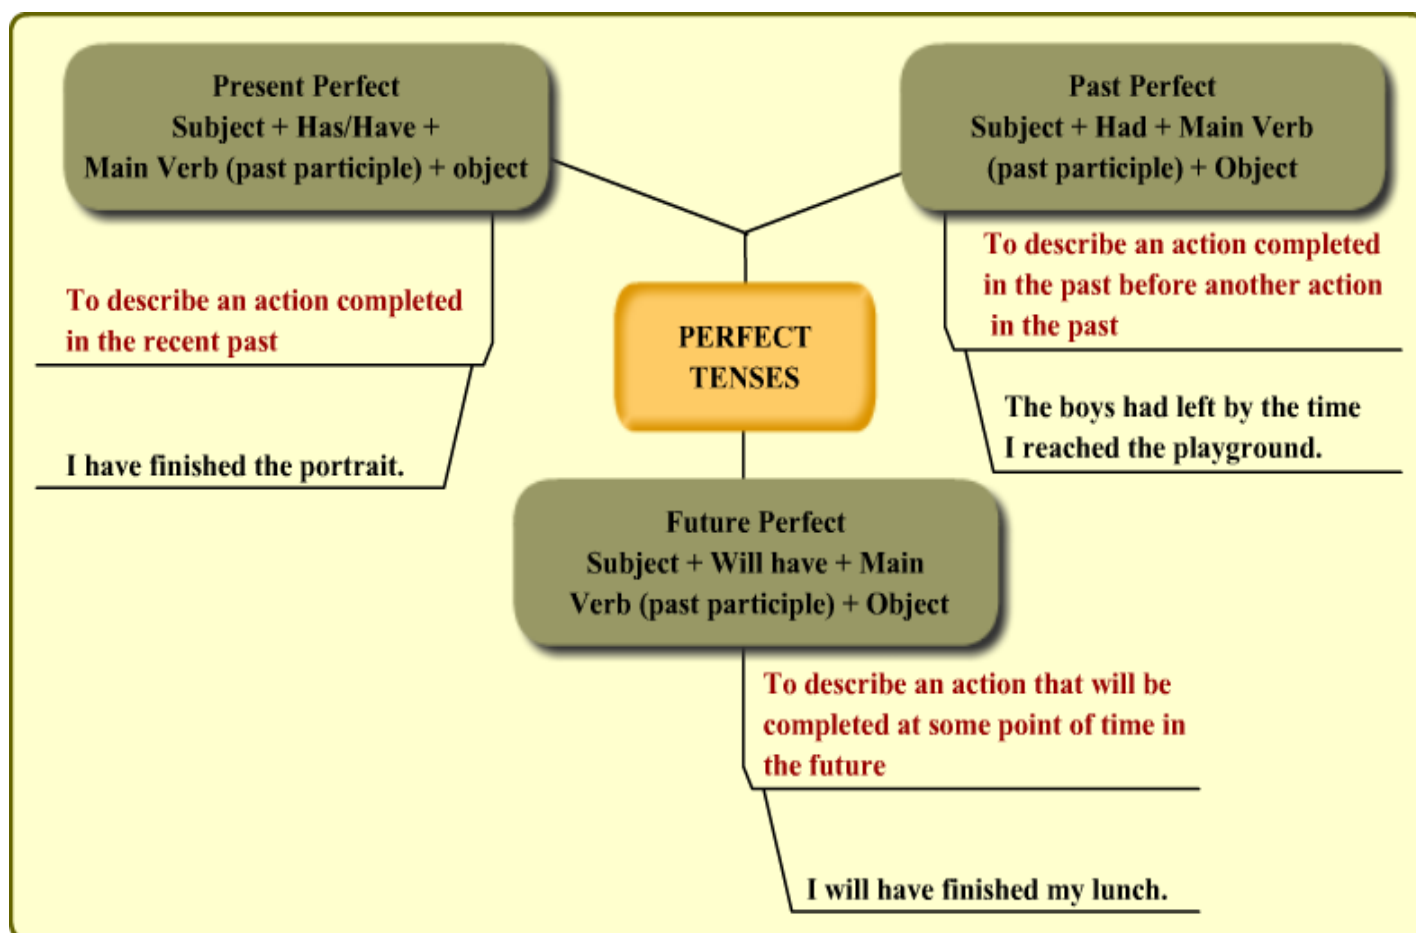 Present Perfect
Subject + Has/Have +
Main Verb (past participle) + object
To describe an action completed
in the recent past
I have finished the portrait.
Past Perfect
Subject + Had + Main Verb
(past participle) + Object
To describe an action completed
in the past before another action
in the past
The boys had left by the time
I reached the playground.
PERFECT
TENSES
Future Perfect
Subject + Will have + Main
Verb (past participle) + Object
To describe an action that will be
completed at some point of time in
the future
I will have finished my lunch.